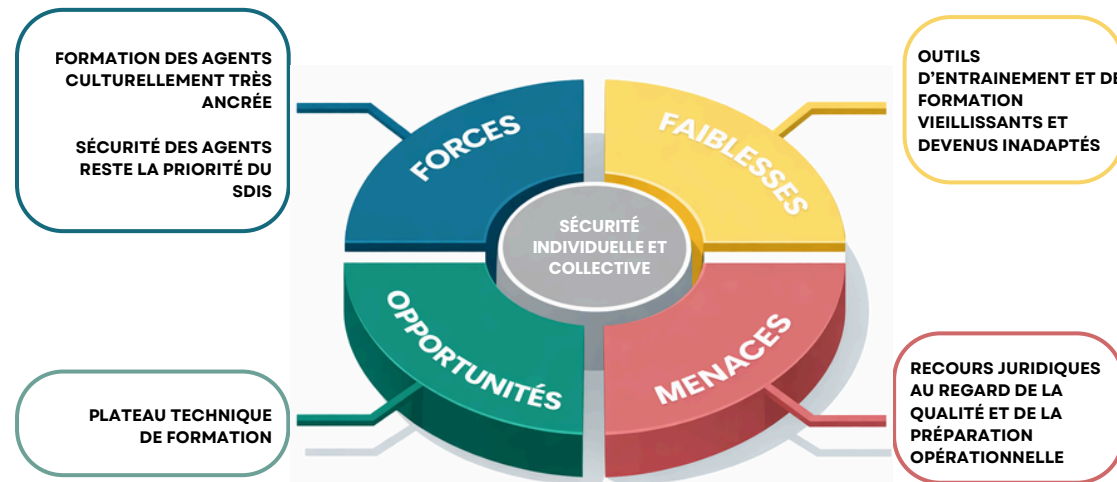 FORMATION DES AGENTS
CULTURELLEMENT TRÈS
ANCRÉE
SÉCURITÉ DES AGENTS
RESTE LA PRIORITÉ DU
SDIS
OUTILS
D’ENTRAINEMENT ET DE
FORMATION
VIEILLISSANTS ET
DEVENUS INADAPTÉS
FORCES
FAIBLESSES
SÉCURITÉ
INDIVIDUELLE ET
COLLECTIVE
OPPORTUNITÉS
MENACES
PLATEAU TECHNIQUE
DE FORMATION
RECOURS JURIDIQUES
AU REGARD DE LA
QUALITÉ ET DE LA
PRÉPARATION
OPÉRATIONNELLE